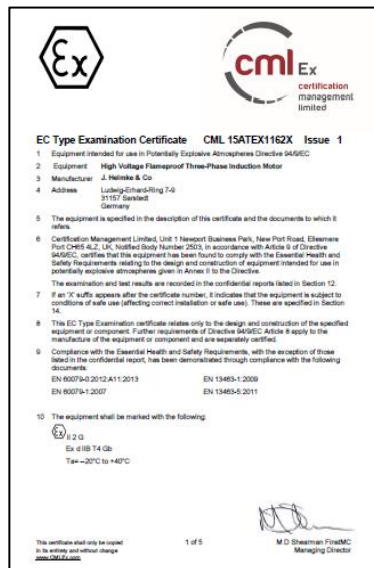 Ex
cml Ex
certification
management
limited
EC Type Examination Certificate CML 15ATEX1162X Issue 1
1 Equipment intended for use in Potentially Explosive Atmospheres Directive 94/9/EC
2 Equipment High Voltage Flameproof Three-Phase Induction Motor
3 Manufacturer J. Helmke & Co
4 Address Ludwig-Erhard-Ring 7-9
31157 Sarstedt
Germany
5 The equipment is specified in the description of this certificate and the documents to which it
refers.
6 Certification Management Limited, Unit 1 Newport Business Park, New Port Road, Ellesmere
Port CH65 4LZ, UK, Notified Body Number 2503, in accordance with Article 9 of Directive
94/9/EC, certifies that this equipment has been found to comply with the Essential Health and
Safety Requirements relating to the design and construction of equipment intended for use in
potentially explosive atmospheres given in Annex II to the Directive.
The examination and test results are recorded in the confidential reports listed in Section 12.
7 If an 'X' suffix appears after the certificate number, it indicates that the equipment is subject to
conditions of safe use (affecting correct installation or safe use). These are specified in Section
14.
8 This EC Type Examination certificate relates only to the design and construction of the specified
equipment or component. Further requirements of Directive 94/9/EC Article 8 apply to the
manufacture of the equipment or component and are separately certified.
9 Compliance with the Essential Health and Safety Requirements, with the exception of those
listed in the confidential report, has been demonstrated through compliance with the following
documents:
EN 60079-0:2012:A11:2013 EN 13463-1:2009
EN 60079-1:2007 EN 13463-5:2011
10 The equipment shall be marked with the following:
Ex II 2 G
Ex d IIB T4 Gb
Ta= –20°C to +40°C
This certificate shall only be copied
in its entirety and without change
www.CMLEx.com
1 of 5
M D Shearman FIneMC
Managing Director